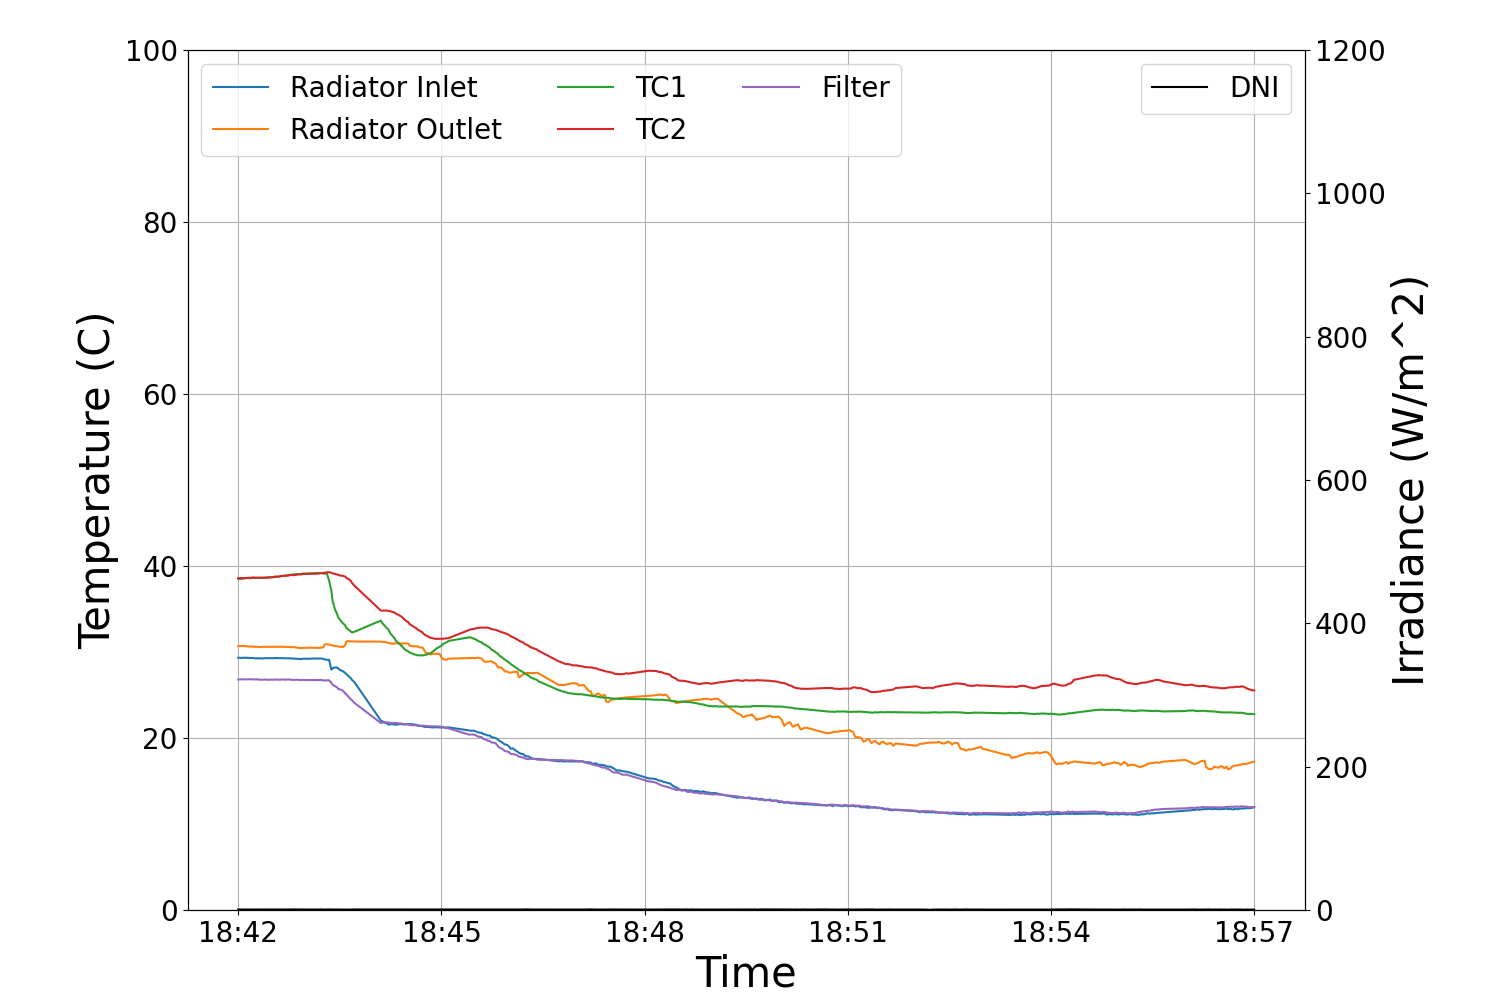 Radiator Inlet
Radiator Outlet
TC1
TC2
Filter
DNI
Temperature (C)
100
80
60
40
20
0
1200
1000
800
600
400
200
0
Irradiance (W/m^2)
18:42 18:45 18:48 18:51 18:54 18:57
Time